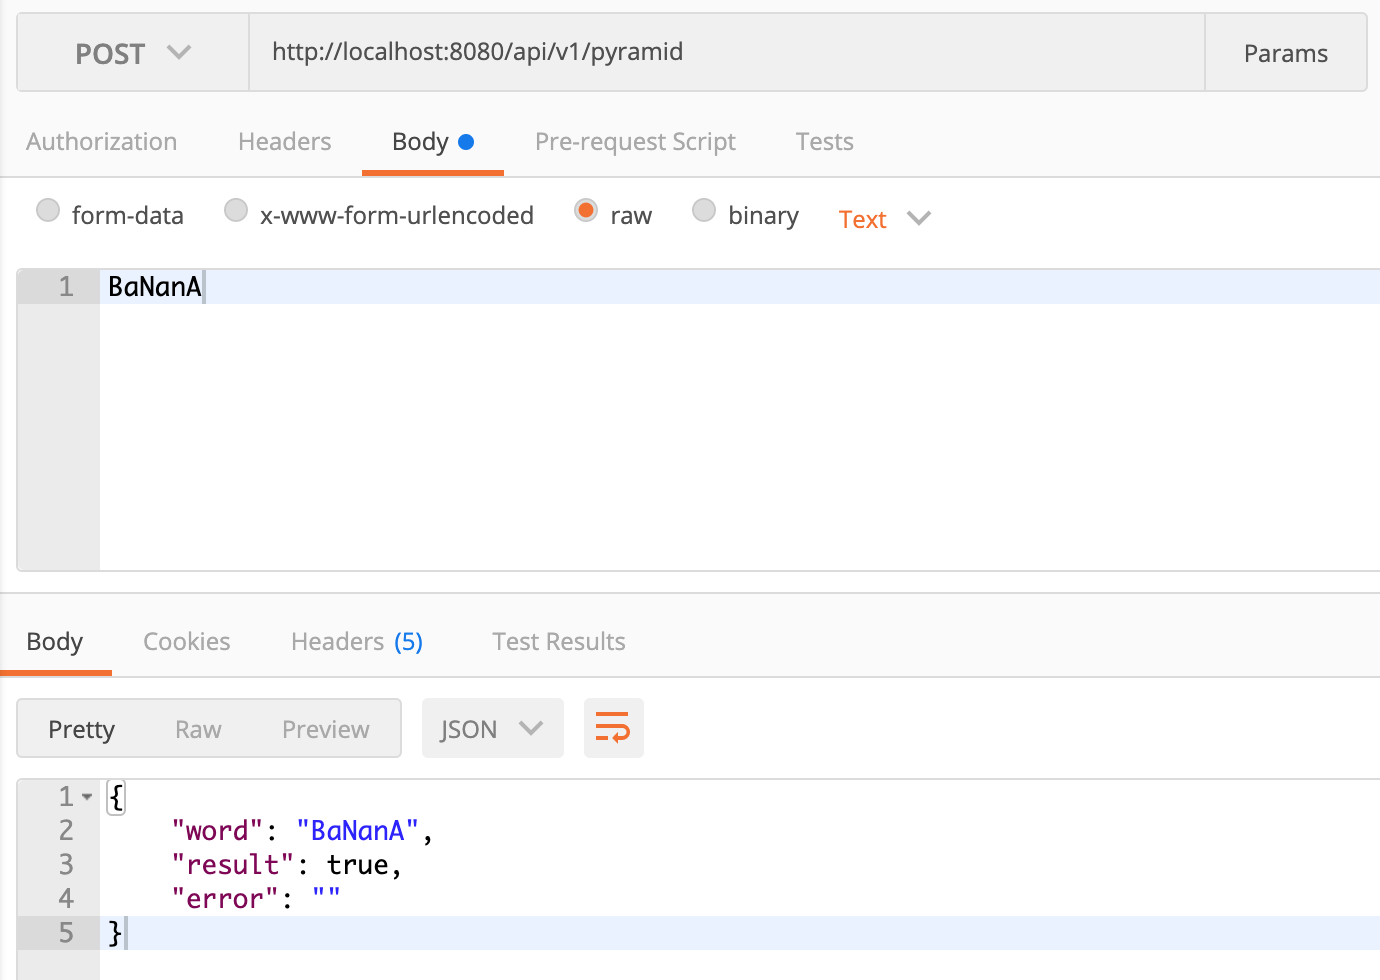 POST http://localhost:8080/api/v1/pyramid Params
Authorization Headers Body Pre-request Script Tests
form-data x-www-form-urlencoded raw binary Text
1 BaNanA
Body Cookies Headers (5) Test Results
Pretty Raw Preview JSON
1 {
2 "word": "BaNanA",
3 "result": true,
4 "error": ""
5 }